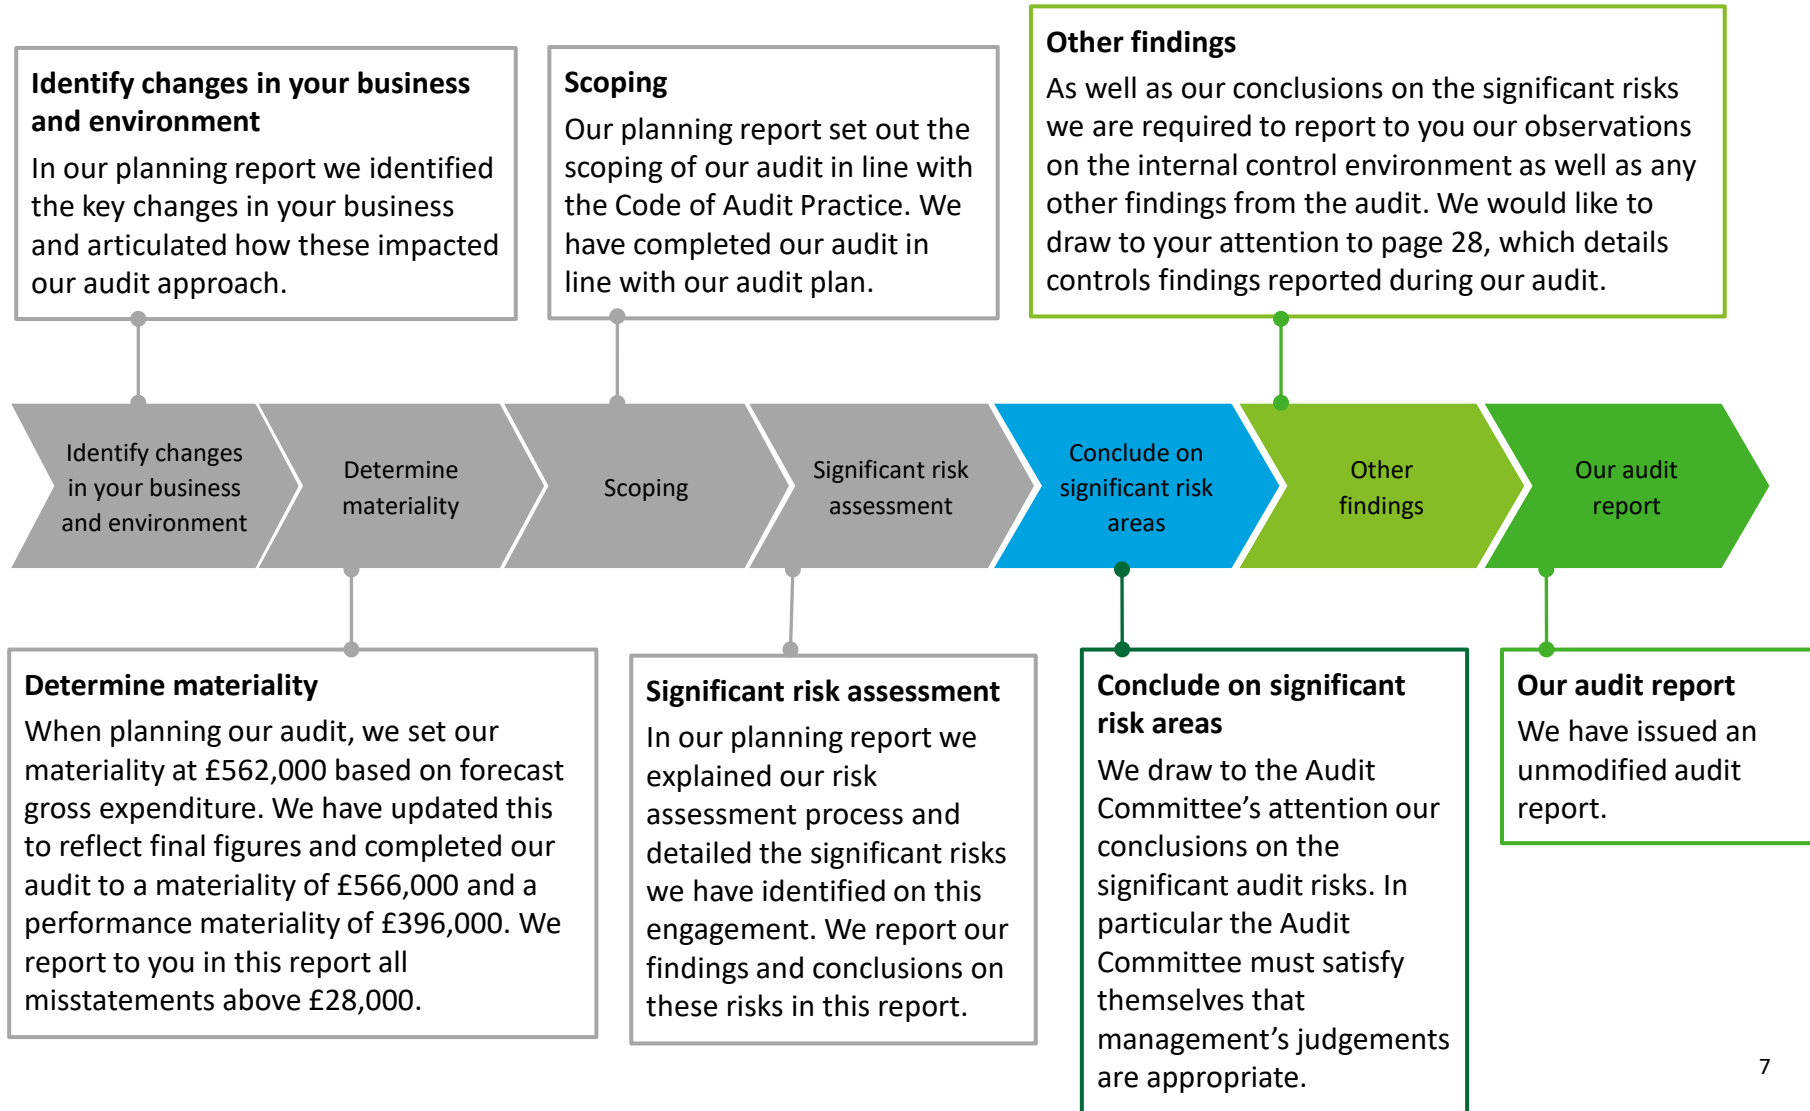 Identify changes in your business
and environment
In our planning report we identified
the key changes in your business
and articulated how these impacted
our audit approach.
Scoping
Our planning report set out the
scoping of our audit in line with
the Code of Audit Practice. We
have completed our audit in
line with our audit plan.
Other findings
As well as our conclusions on the significant risks
we are required to report to you our observations
on the internal control environment as well as any
other findings from the audit. We would like to
draw to your attention to page 28, which details
controls findings reported during our audit.
Identify changes
in your business
and environment
Determine
materiality
Scoping
Significant risk
assessment
Conclude on
significant risk
areas
Other
findings
Our audit
report
Determine materiality
When planning our audit, we set our
materiality at £562,000 based on forecast
gross expenditure. We have updated this
to reflect final figures and completed our
audit to a materiality of £566,000 and a
performance materiality of £396,000. We
report to you in this report all
misstatements above £28,000.
Significant risk assessment
In our planning report we
explained our risk
assessment process and
detailed the significant risks
we have identified on this
engagement. We report our
findings and conclusions on
these risks in this report.
Conclude on significant
risk areas
We draw to the Audit
Committee’s attention our
conclusions on the
significant audit risks. In
particular the Audit
Committee must satisfy
themselves that
management’s judgements
are appropriate.
Our audit report
We have issued an
unmodified audit
report.
7